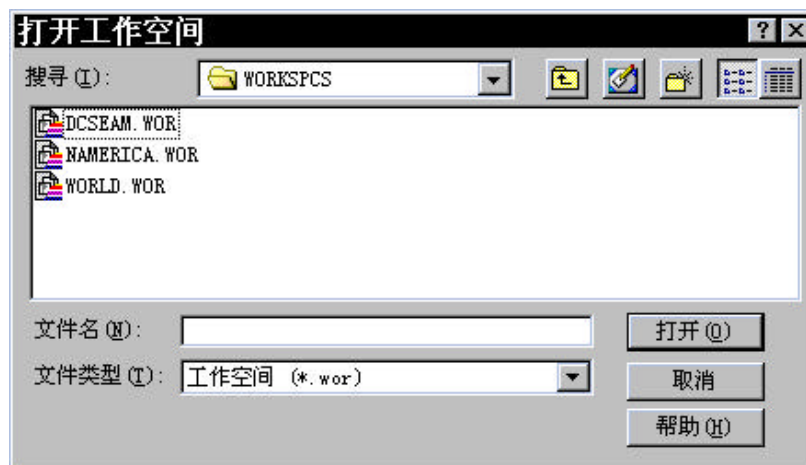 打开工作空间
搜寻(I): WORKSPCS
DCSEAM.WOR
NAMERICA.WOR
WORLD.WOR
文件名(N): 打开(O)
文件类型(T): 工作空间 (*.wor) 取消
帮助(H)